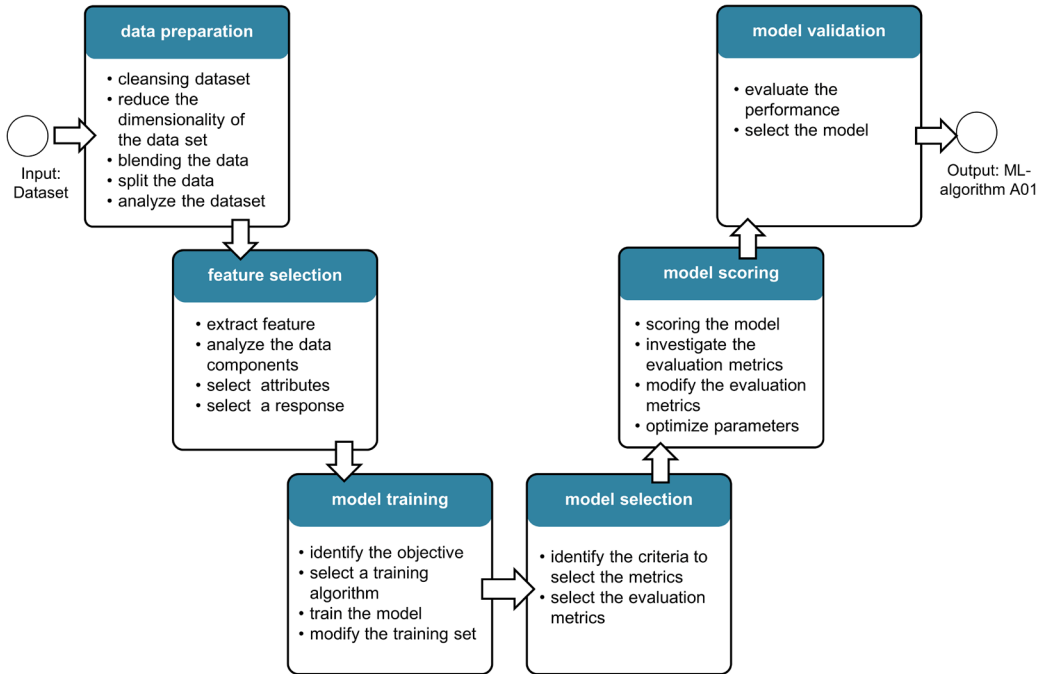 Input:
Dataset
data preparation
• cleansing dataset
• reduce the
dimensionality of
the data set
• blending the data
• split the data
• analyze the dataset
feature selection
• extract feature
• analyze the data
components
• select  attributes
• select  a response
model training
• identify the objective
• select a training
algorithm
• train the model
• modify the training set
model selection
• identify the criteria to
select the metrics
• select the evaluation
metrics
model scoring
• scoring the model
• investigate the
evaluation metrics
• modify the evaluation
metrics
• optimize parameters
model validation
• evaluate the
performance
• select the model
Output: ML-
algorithm A01